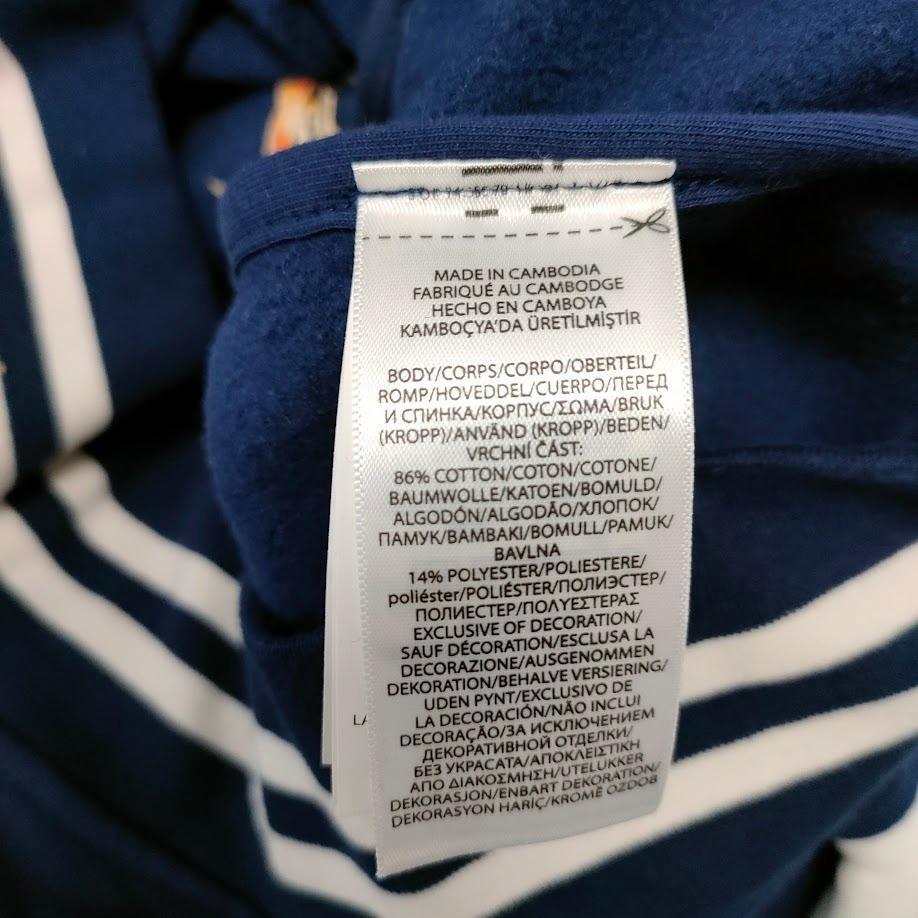 MADE IN CAMBODIA
FABRIQUÉ AU CAMBODGE
HECHO EN CAMBOYA
KAMBOÇYA'DA ÜRETİLMİŞTİR
BODY/CORPS/CORPO/OBERTEIL/
ROMP/HOVEDDEL/CUERPO/ПЕРЕД
И СПИНКА/КОРПУС/ΣΩΜΑ/BRUK
(KROPP)/ANVÄND (KROPP)/BEDEN/
VRCHNÍ ČÁST:
86% COTTON/COTON/COTONE/
BAUMWOLLE/KATOEN/BOMULD/
ALGODÓN/ALGODÃO/ХЛОПОК/
ПАМУК/ΒΑΜΒΑΚΙ/BOMULL/PAMUK/
BAVLNA
14% POLYESTER/POLIESTERE/
poliéster/POLIÉSTER/ПОЛИЭСТЕР/
ПОЛИЕСТЕР/ΠΟΛΥΕΣΤΕΡΑΣ
EXCLUSIVE OF DECORATION/
SAUF DÉCORATION/ESCLUSA LA
DECORAZIONE/AUSGENOMMEN
DEKORATION/BEHALVE VERSIERING/
UDEN PYNT/EXCLUSIVO DE
LA DECORACIÓN/NÃO INCLUI
DECORAÇÃO/ЗА ИСКЛЮЧЕНИЕМ
ДЕКОРАТИВНОЙ ОТДЕЛКИ/
БЕЗ УКРАСАТА/ΑΠΟΚΛΕΙΣΤΙΚΗ
ΑΠΟ ΔΙΑΚΟΣΜΗΣΗ/UTELUKKER
DEKORASJON/ENBART DEKORATION/
DEKORASYON HARİÇ/KROMĚ OZDOB